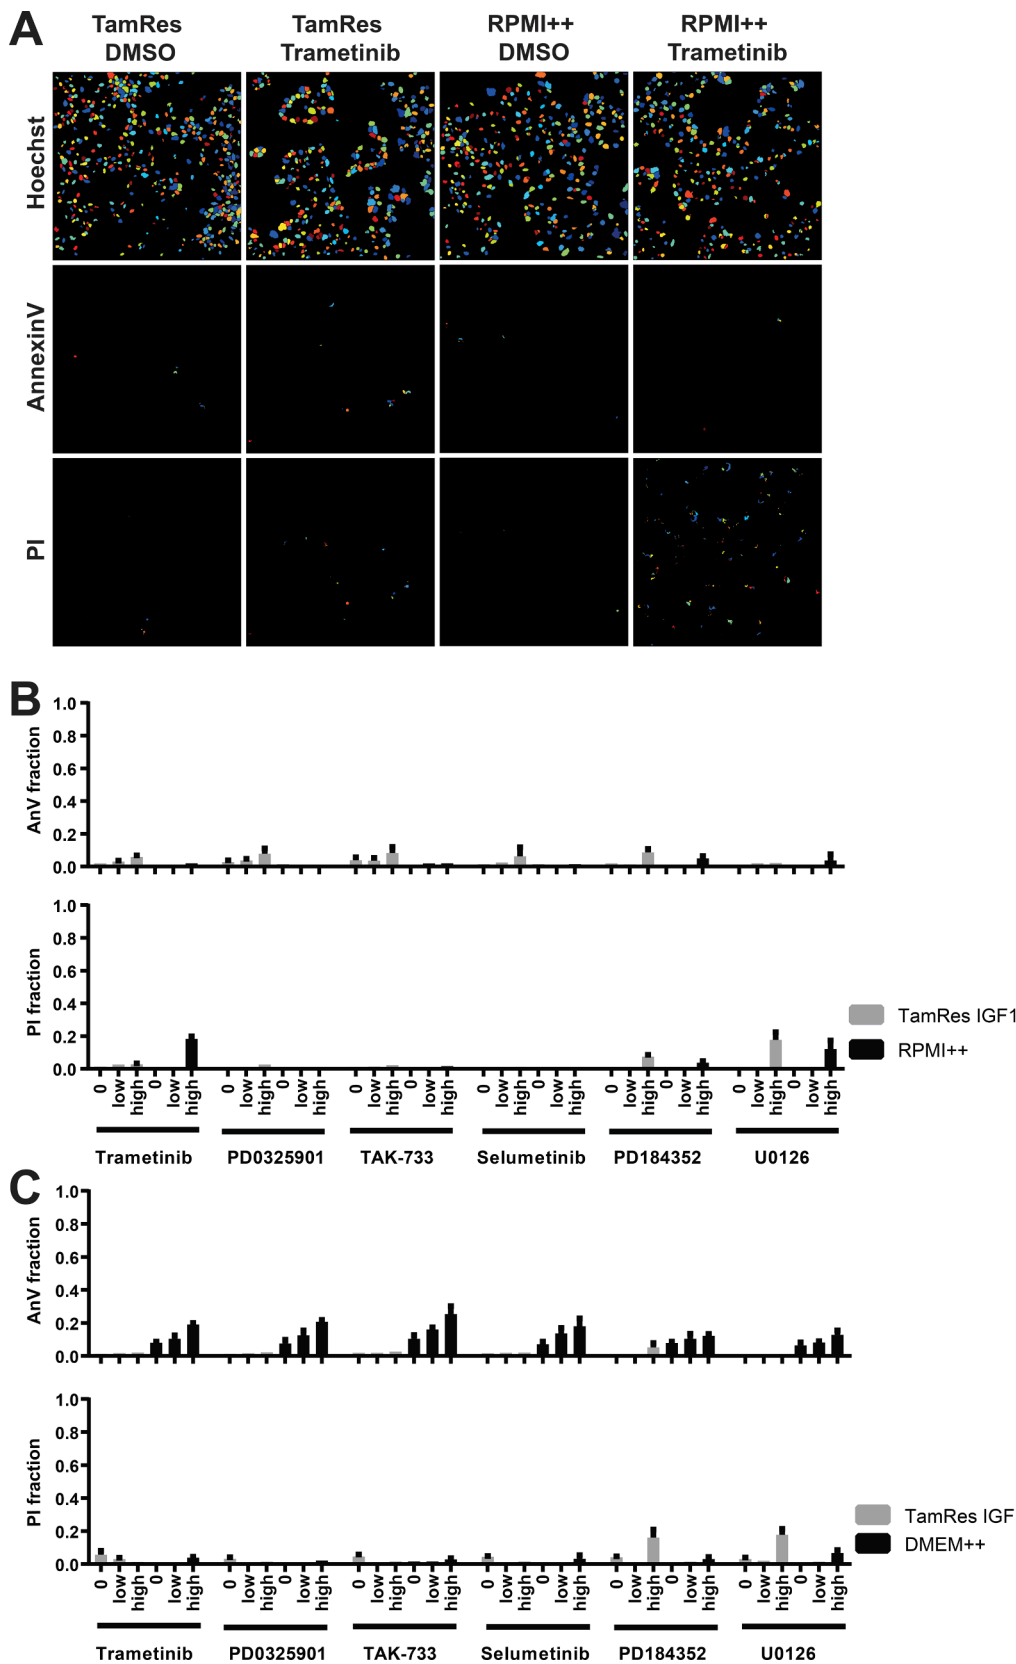 A
TamRes
DMSO
TamRes
Trametinib
RPMI++
DMSO
RPMI++
Trametinib
Hoechst
AnnexinV
PI
B
AnV fraction
1.0
0.8
0.6
0.4
0.2
0.0
PI fraction
1.0
0.8
0.6
0.4
0.2
0.0
TamRes IGF1
RPMI++
0 low high 0 low high 0 low high 0 low high 0 low high 0 low high 0 low high 0 low high 0 low high 0 low high 0 low high 0 low high
Trametinib PD0325901 TAK-733 Selumetinib PD184352 U0126
C
AnV fraction
1.0
0.8
0.6
0.4
0.2
0.0
PI fraction
1.0
0.8
0.6
0.4
0.2
0.0
TamRes IGF
DMEM++
0 low high 0 low high 0 low high 0 low high 0 low high 0 low high 0 low high 0 low high 0 low high 0 low high 0 low high 0 low high
Trametinib PD0325901 TAK-733 Selumetinib PD184352 U0126